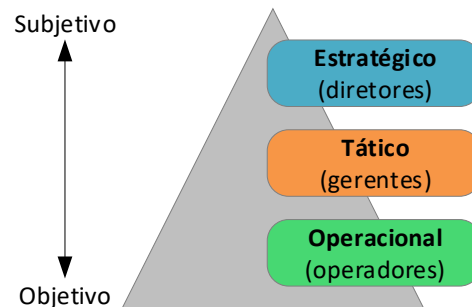 Subjetivo
Estratégico
(diretores)
Tático
(gerentes)
Operacional
(operadores)
Objetivo